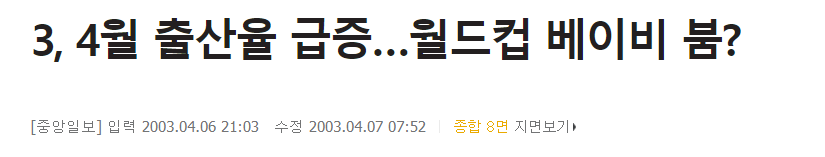 3, 4월 출산율 급증...월드컵 베이비 붐?
[중앙일보] 입력 2003.04.06 21:03 수정 2003.04.07 07:52 종합 8면 지면보기